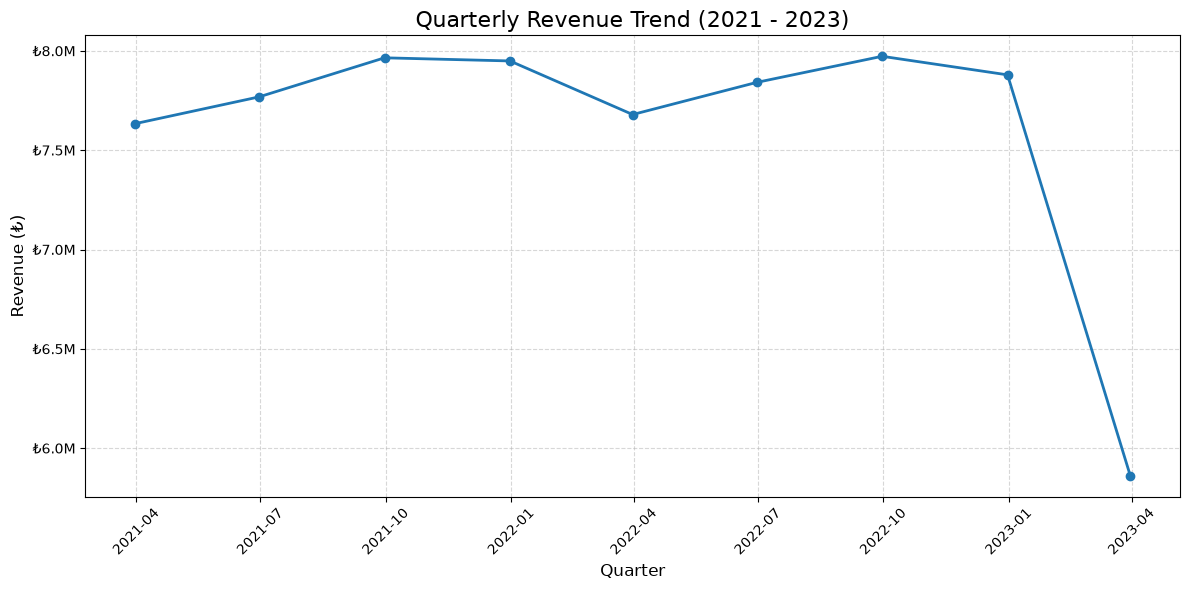 Quarterly Revenue Trend (2021 - 2023)
₺8.0M
₺7.5M
₺7.0M
₺6.5M
₺6.0M
Revenue (₺)
2021-04
2021-07
2021-10
2022-01
2022-04
2022-07
2022-10
2023-01
2023-04
Quarter